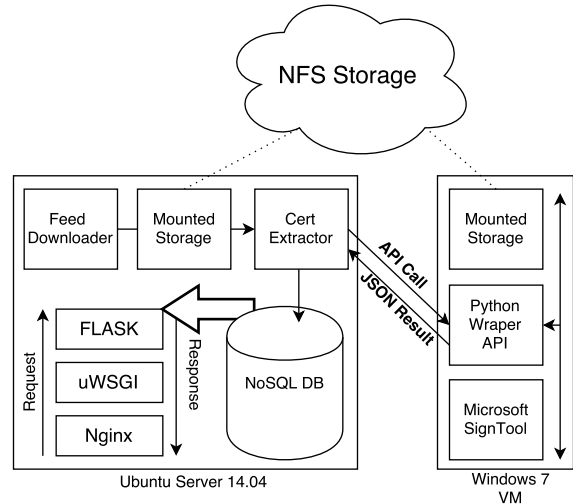 NFS Storage
Feed
Downloader
Mounted
Storage
Cert
Extractor
API Call
JSON Result
Mounted
Storage
Python
Wraper
API
Microsoft
SignTool
Request
FLASK
uWSGI
Nginx
Response
NoSQL DB
Ubuntu Server 14.04
Windows 7
VM